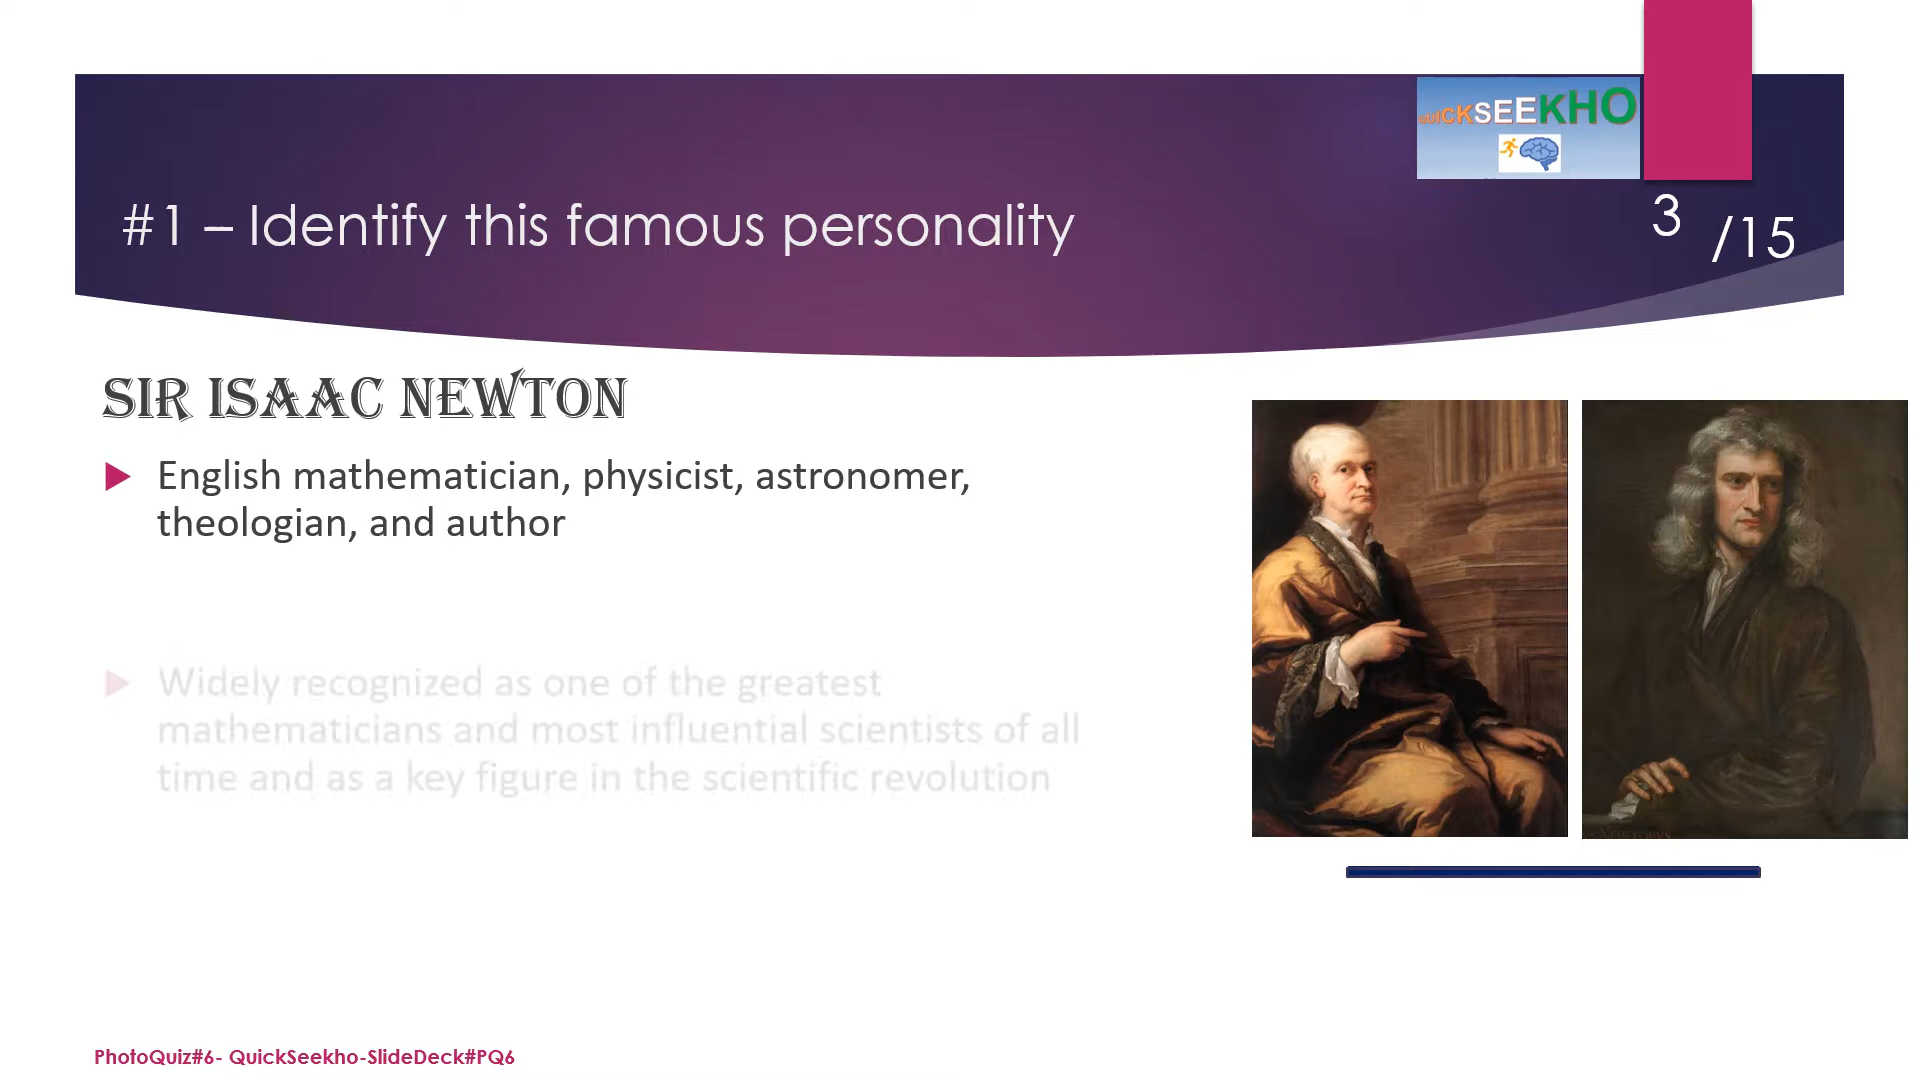 QUICKSEEKHO
#1 – Identify this famous personality
3 /15
SIR ISAAC NEWTON
English mathematician, physicist, astronomer,
theologian, and author
Widely recognized as one of the greatest
mathematicians and most influential scientists of all
time and as a key figure in the scientific revolution
PhotoQuiz#6- QuickSeekho-SlideDeck#PQ6